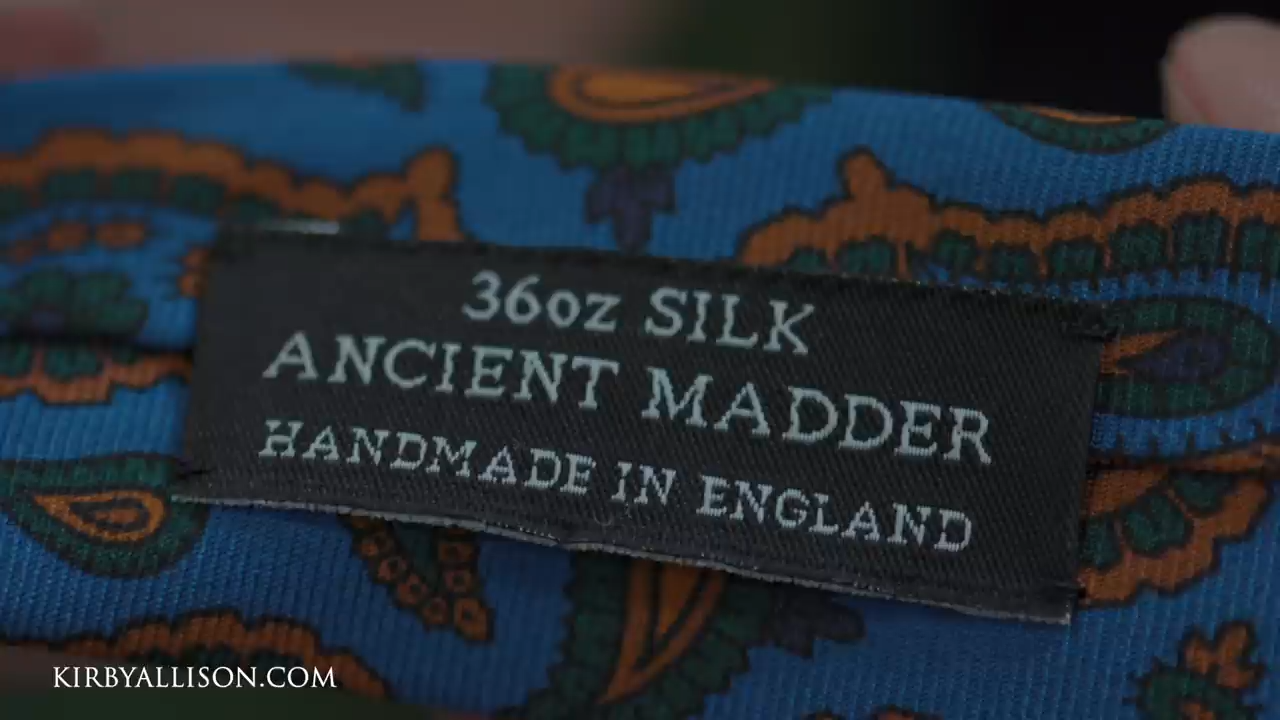 36oz SILK
ANCIENT MADDER
HANDMADE IN ENGLAND
KIRBYALLISON.COM